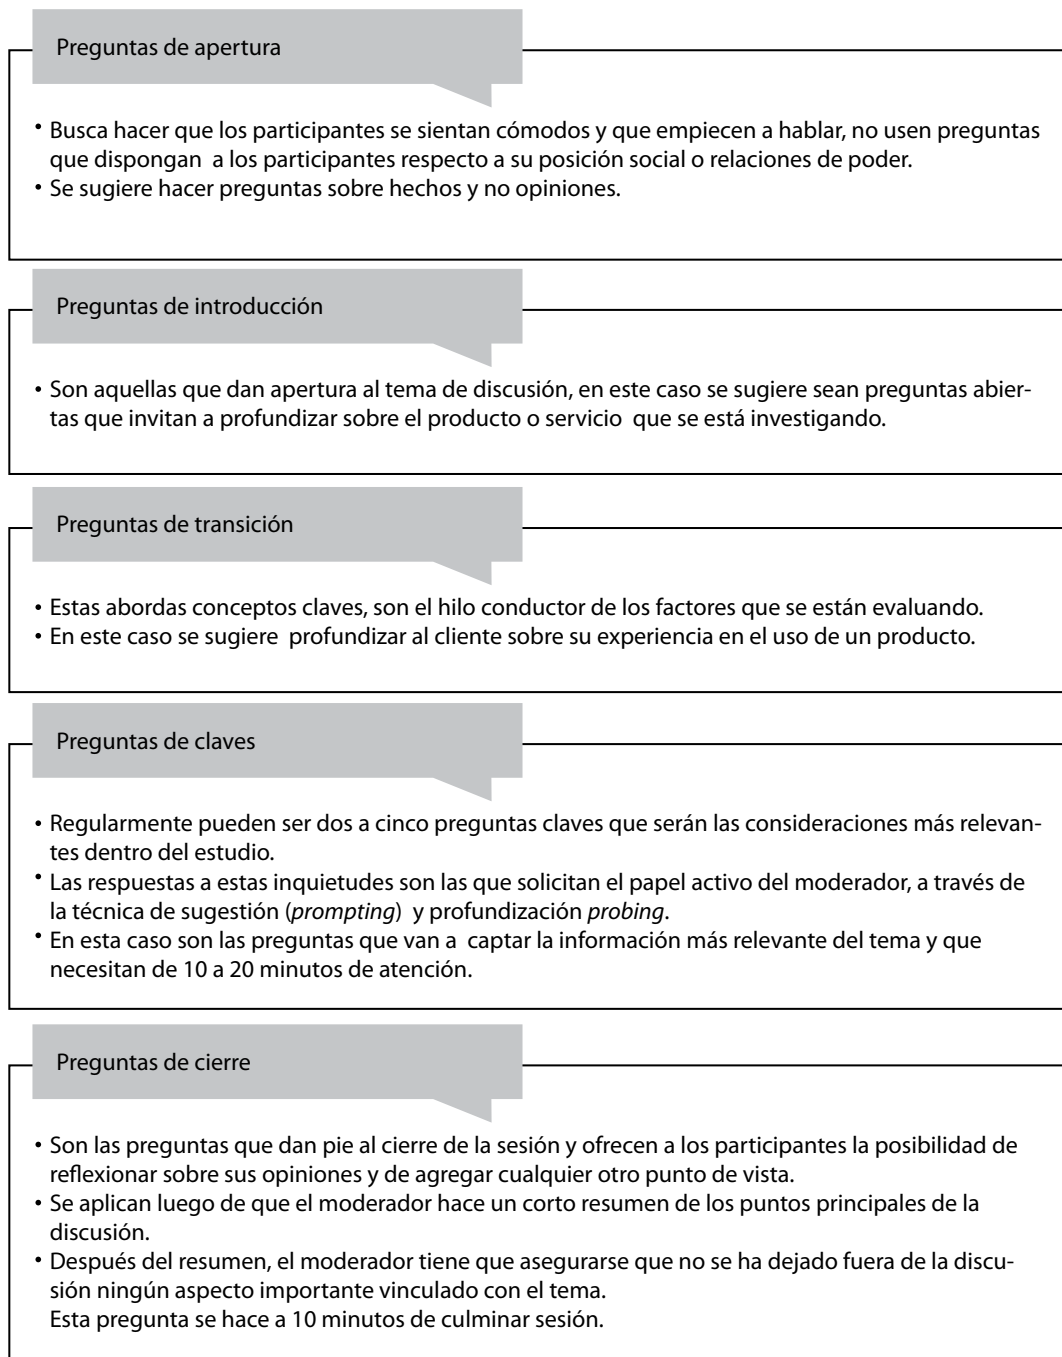 Preguntas de apertura
• Busca hacer que los participantes se sientan cómodos y que empiecen a hablar, no usen preguntas
que dispongan a los participantes respecto a su posición social o relaciones de poder.
• Se sugiere hacer preguntas sobre hechos y no opiniones.
Preguntas de introducción
• Son aquellas que dan apertura al tema de discusión, en este caso se sugiere sean preguntas abier-
tas que invitan a profundizar sobre el producto o servicio que se está investigando.
Preguntas de transición
• Estas abordas conceptos claves, son el hilo conductor de los factores que se están evaluando.
• En este caso se sugiere profundizar al cliente sobre su experiencia en el uso de un producto.
Preguntas de claves
• Regularmente pueden ser dos a cinco preguntas claves que serán las consideraciones más relevan-
tes dentro del estudio.
• Las respuestas a estas inquietudes son las que solicitan el papel activo del moderador, a través de
la técnica de sugestión (prompting) y profundización probing.
• En esta caso son las preguntas que van a captar la información más relevante del tema y que
necesitan de 10 a 20 minutos de atención.
Preguntas de cierre
• Son las preguntas que dan pie al cierre de la sesión y ofrecen a los participantes la posibilidad de
reflexionar sobre sus opiniones y de agregar cualquier otro punto de vista.
• Se aplican luego de que el moderador hace un corto resumen de los puntos principales de la
discusión.
• Después del resumen, el moderador tiene que asegurarse que no se ha dejado fuera de la discu-
sión ningún aspecto importante vinculado con el tema.
Esta pregunta se hace a 10 minutos de culminar sesión.